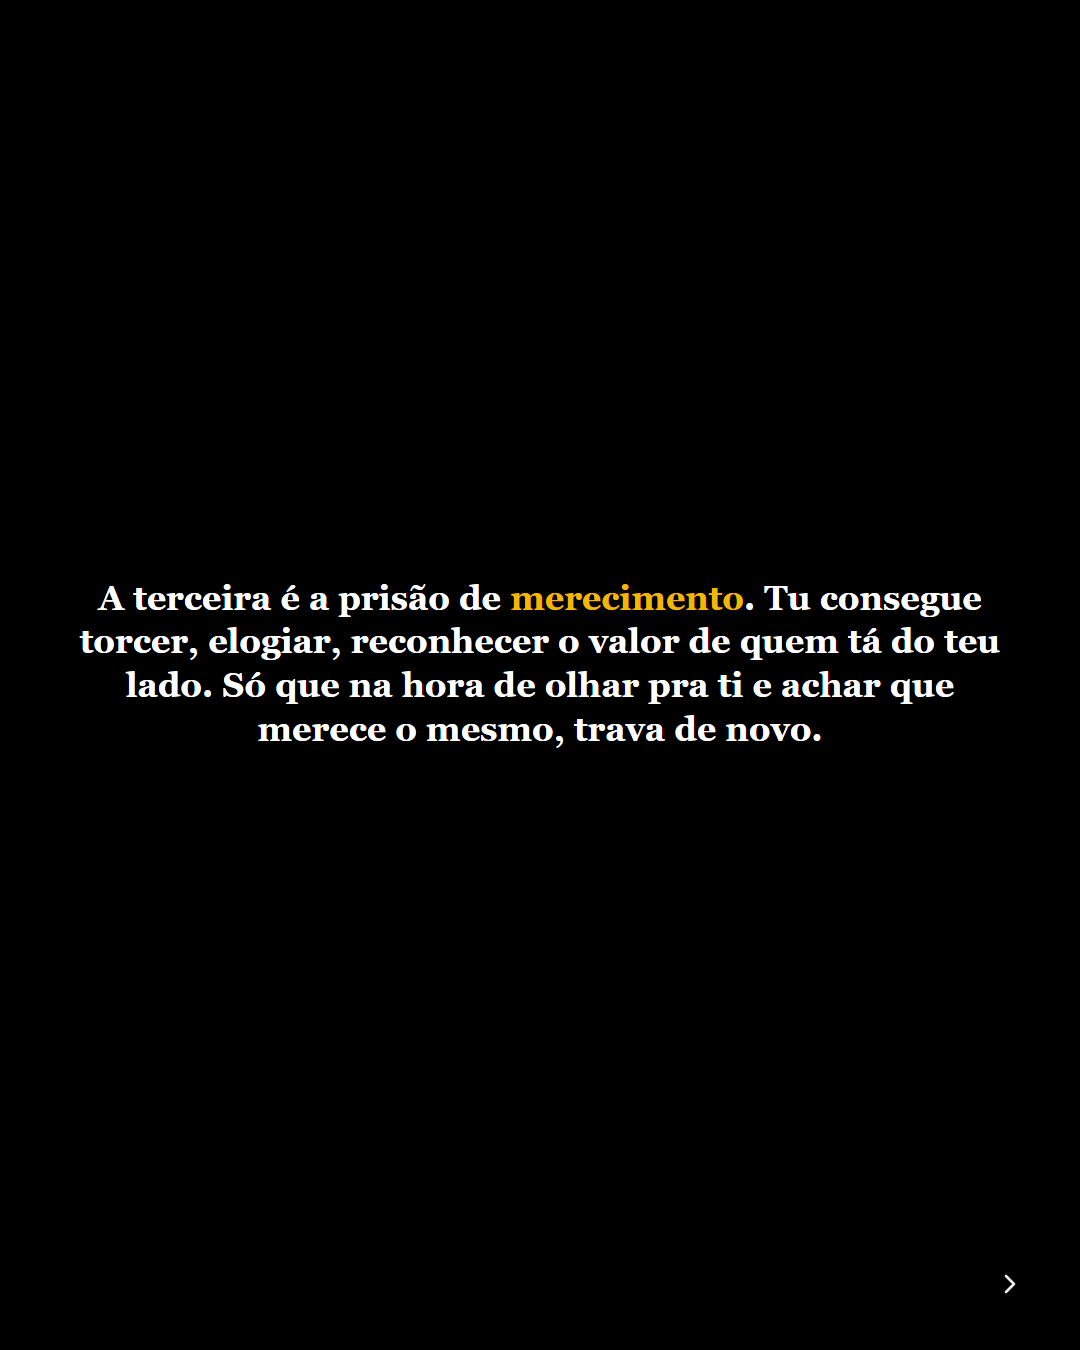 A terceira é a prisão de merecimento. Tu consegue
torcer, elogiar, reconhecer o valor de quem tá do teu
lado. Só que na hora de olhar pra ti e achar que
merece o mesmo, trava de novo.